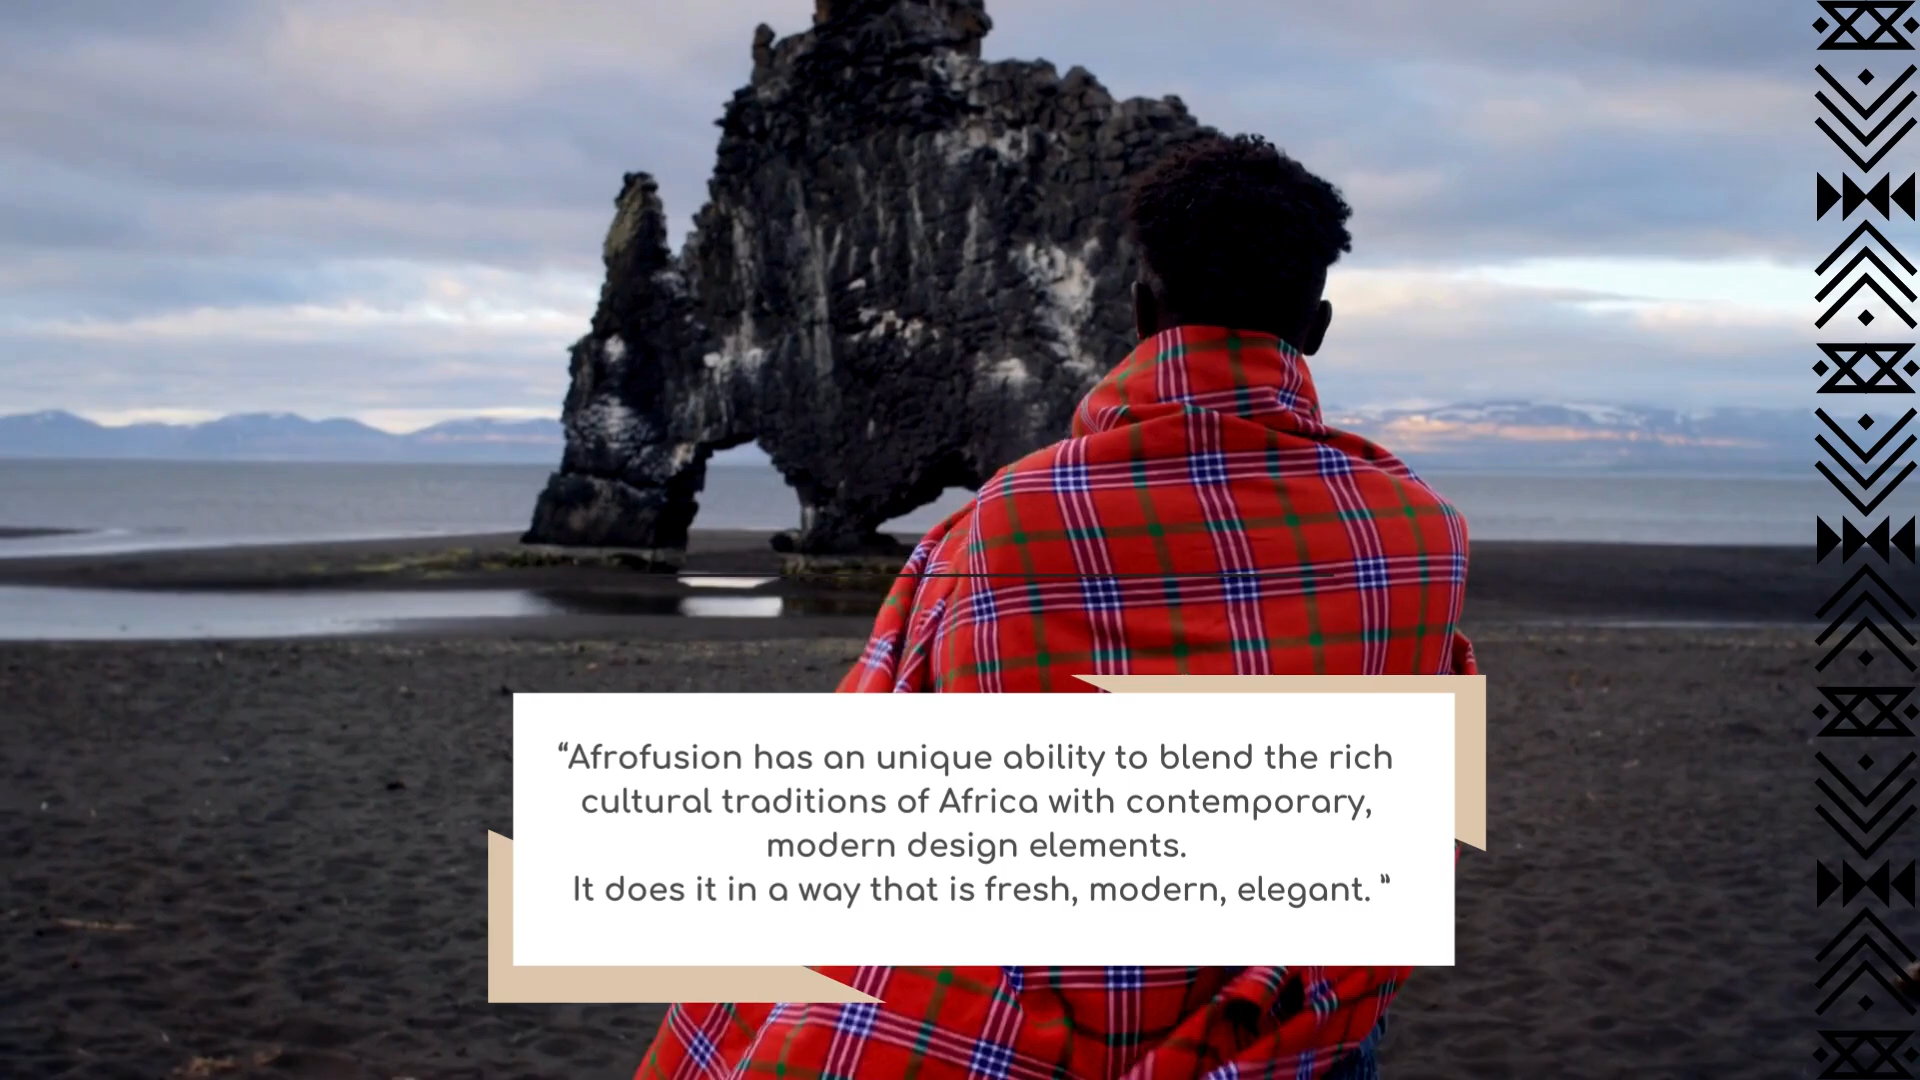 “Afrofusion has an unique ability to blend the rich
cultural traditions of Africa with contemporary,
modern design elements.
It does it in a way that is fresh, modern, elegant. ”